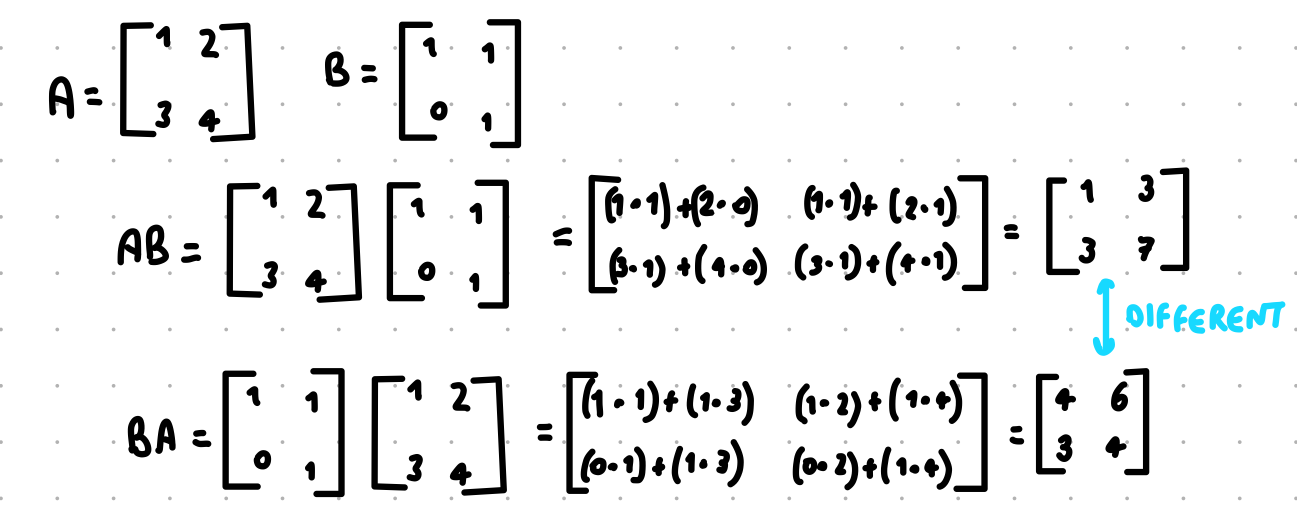 A = [1 2; 3 4] B = [1 1; 0 1]
AB = [1 2; 3 4] [1 1; 0 1] = [(1·1)+(2·0) (1·1)+(2·1); (3·1)+(4·0) (3·1)+(4·1)] = [1 3; 3 7]
DIFFERENT
BA = [1 1; 0 1] [1 2; 3 4] = [(1·1)+(1·3) (1·2)+(1·4); (0·1)+(1·3) (0·2)+(1·4)] = [4 6; 3 4]